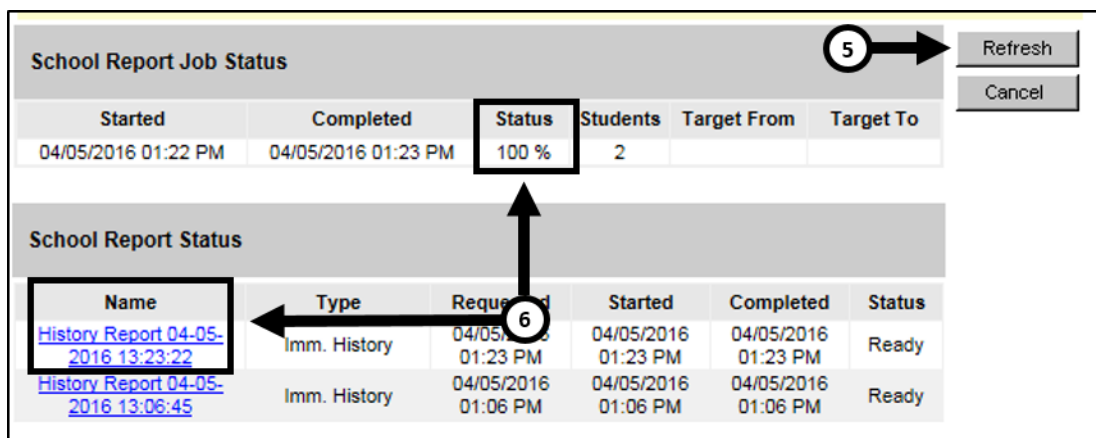 5
Refresh
Cancel
School Report Job Status
Started Completed Status Students Target From Target To
04/05/2016 01:22 PM 04/05/2016 01:23 PM 100 % 2
School Report Status
Name Type Started Completed Status
6
History Report 04-05-
2016 13:23:22
Imm. History
01:23 PM
04/05/2016
01:23 PM
04/05/2016
01:23 PM
Ready
History Report 04-05-
2016 13:06:45
Imm. History
04/05/2016
01:06 PM
04/05/2016
01:06 PM
04/05/2016
01:06 PM
Ready